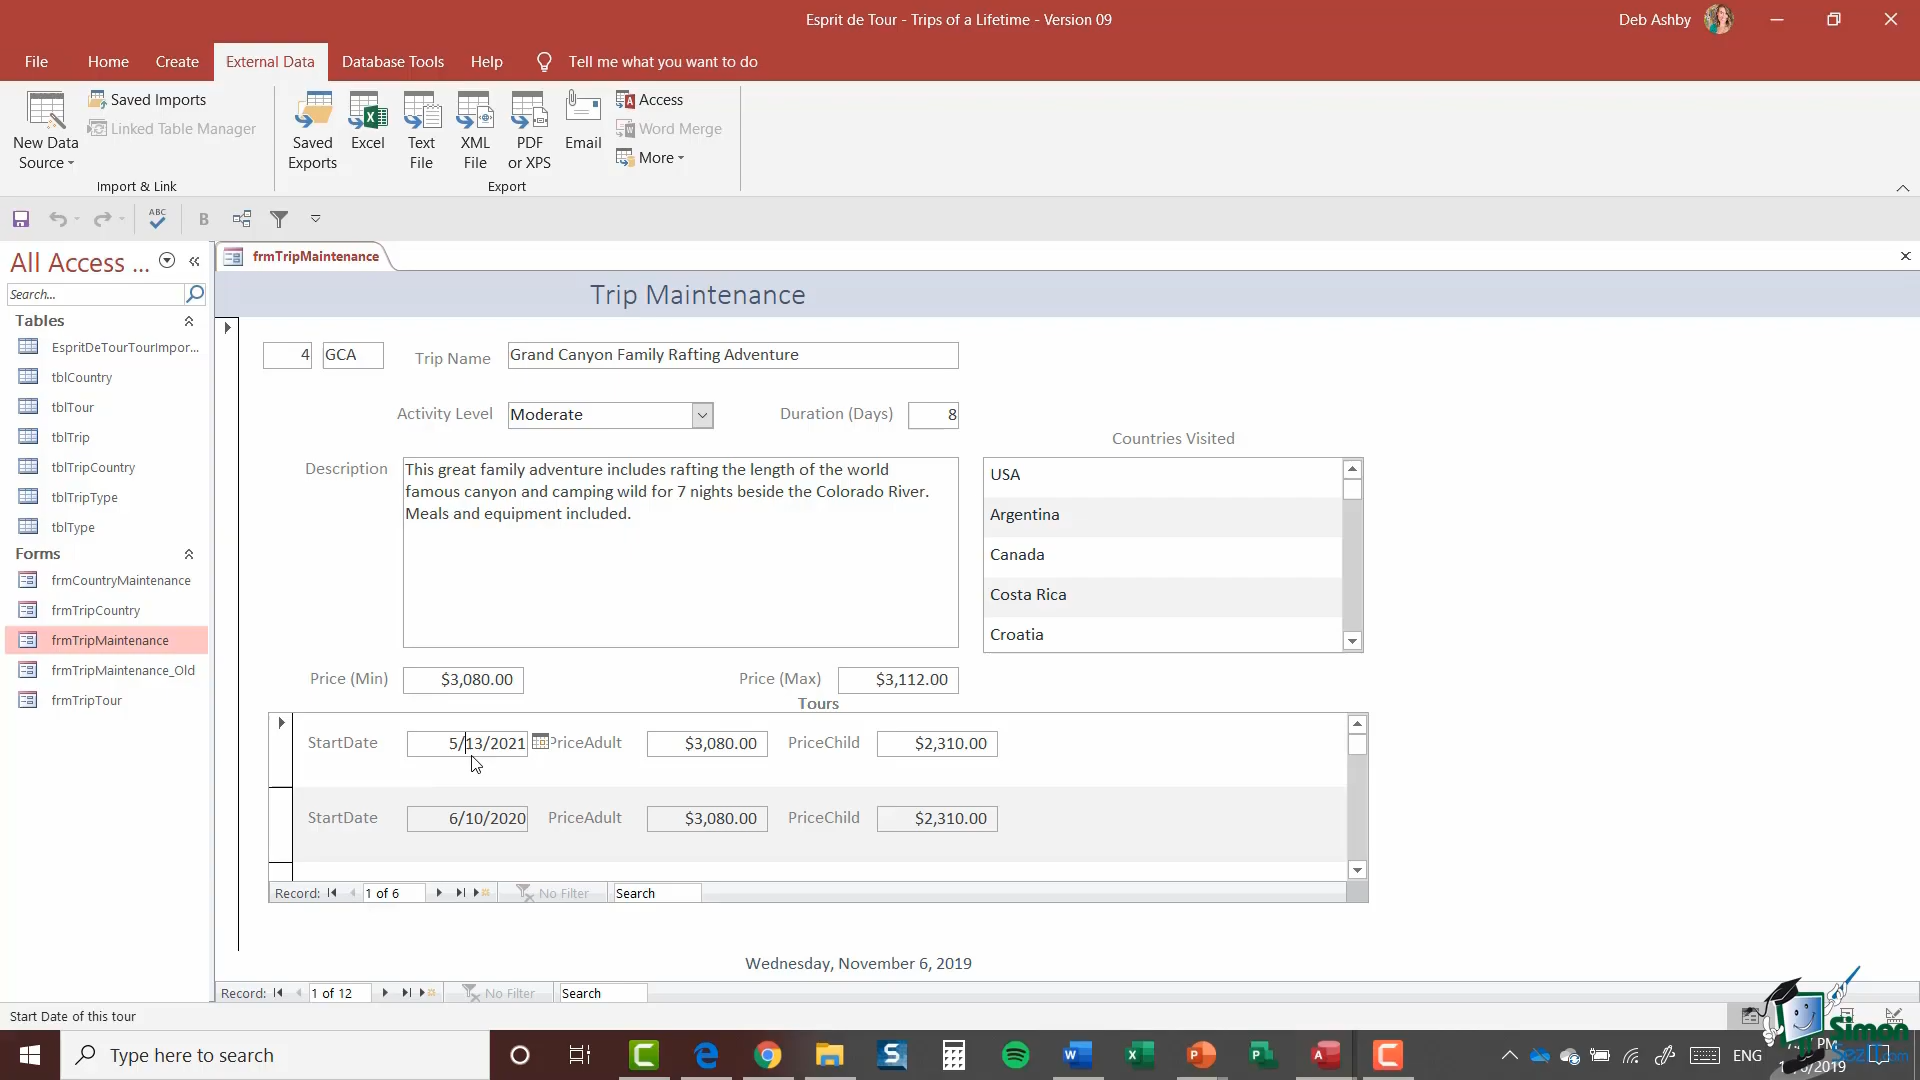 Esprit de Tour - Trips of a Lifetime - Version 09
Deb Ashby
File Home Create External Data Database Tools Help Tell me what you want to do
New Data Source
Saved Imports
Linked Table Manager
Import & Link
Saved Exports
Excel
Text File
XML File
PDF or XPS
Email
Access
Word Merge
More
Export
ABC
B
All Access ...
Search...
Tables
EspritDeTourTourImpor...
tblCountry
tblTour
tblTrip
tblTripCountry
tblTripType
tblType
Forms
frmCountryMaintenance
frmTripCountry
frmTripMaintenance
frmTripMaintenance_Old
frmTripTour
frmTripMaintenance
Trip Maintenance
4 GCA Trip Name Grand Canyon Family Rafting Adventure
Activity Level Moderate Duration (Days) 8
Countries Visited
Description
This great family adventure includes rafting the length of the world
famous canyon and camping wild for 7 nights beside the Colorado River.
Meals and equipment included.
USA
Argentina
Canada
Costa Rica
Croatia
Price (Min) $3,080.00 Price (Max) $3,112.00
Tours
StartDate 5/13/2021 PriceAdult $3,080.00 PriceChild $2,310.00
StartDate 6/10/2020 PriceAdult $3,080.00 PriceChild $2,310.00
Record: 1 of 6 No Filter Search
Wednesday, November 6, 2019
Record: 1 of 12 No Filter Search
Start Date of this tour
Type here to search
ENG
Simon
Sez IT.com